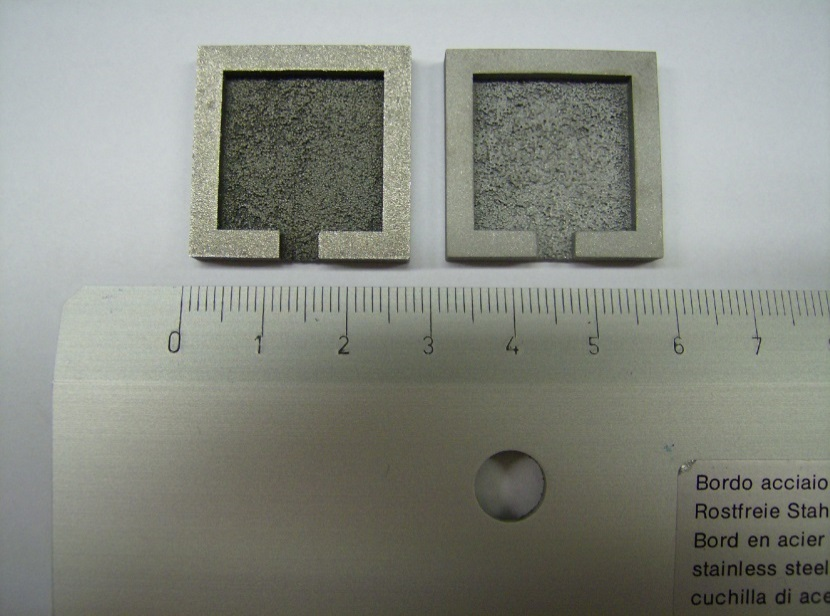 0 1 2 3 4 5 6 7
Bordo acciaio
Rostfreie Stah
Bord en acier
stainless steel
cuchilla di ace